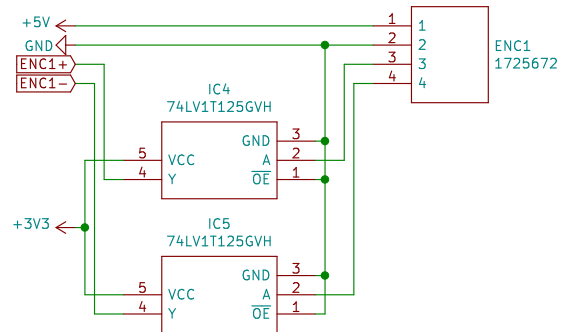 +5V
1 1
GND
2 2
ENC1
ENC1+
3 3
1725672
ENC1-
4 4
IC4
74LV1T125GVH
GND 3
5 VCC A 2
4 Y OE 1
+3V3
IC5
74LV1T125GVH
GND 3
5 VCC A 2
4 Y OE 1